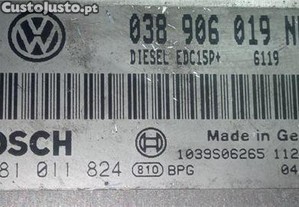 CustoJusto.pt
038 906 019 N
DIESEL EDC15P+ 6119
BOSCH
Made in Ge
81 011 824
1039S06265 112
810 BPG
04